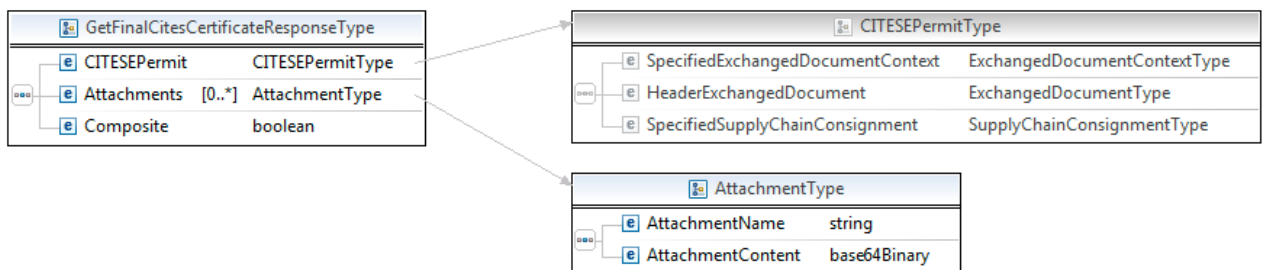 GetFinalCitesCertificateResponseType
e CITESEPermit CITESEPermitType
e Attachments [0..*] AttachmentType
e Composite boolean
CITESEPermitType
e SpecifiedExchangedDocumentContext ExchangedDocumentContextType
e HeaderExchangedDocument ExchangedDocumentType
e SpecifiedSupplyChainConsignment SupplyChainConsignmentType
AttachmentType
e AttachmentName string
e AttachmentContent base64Binary